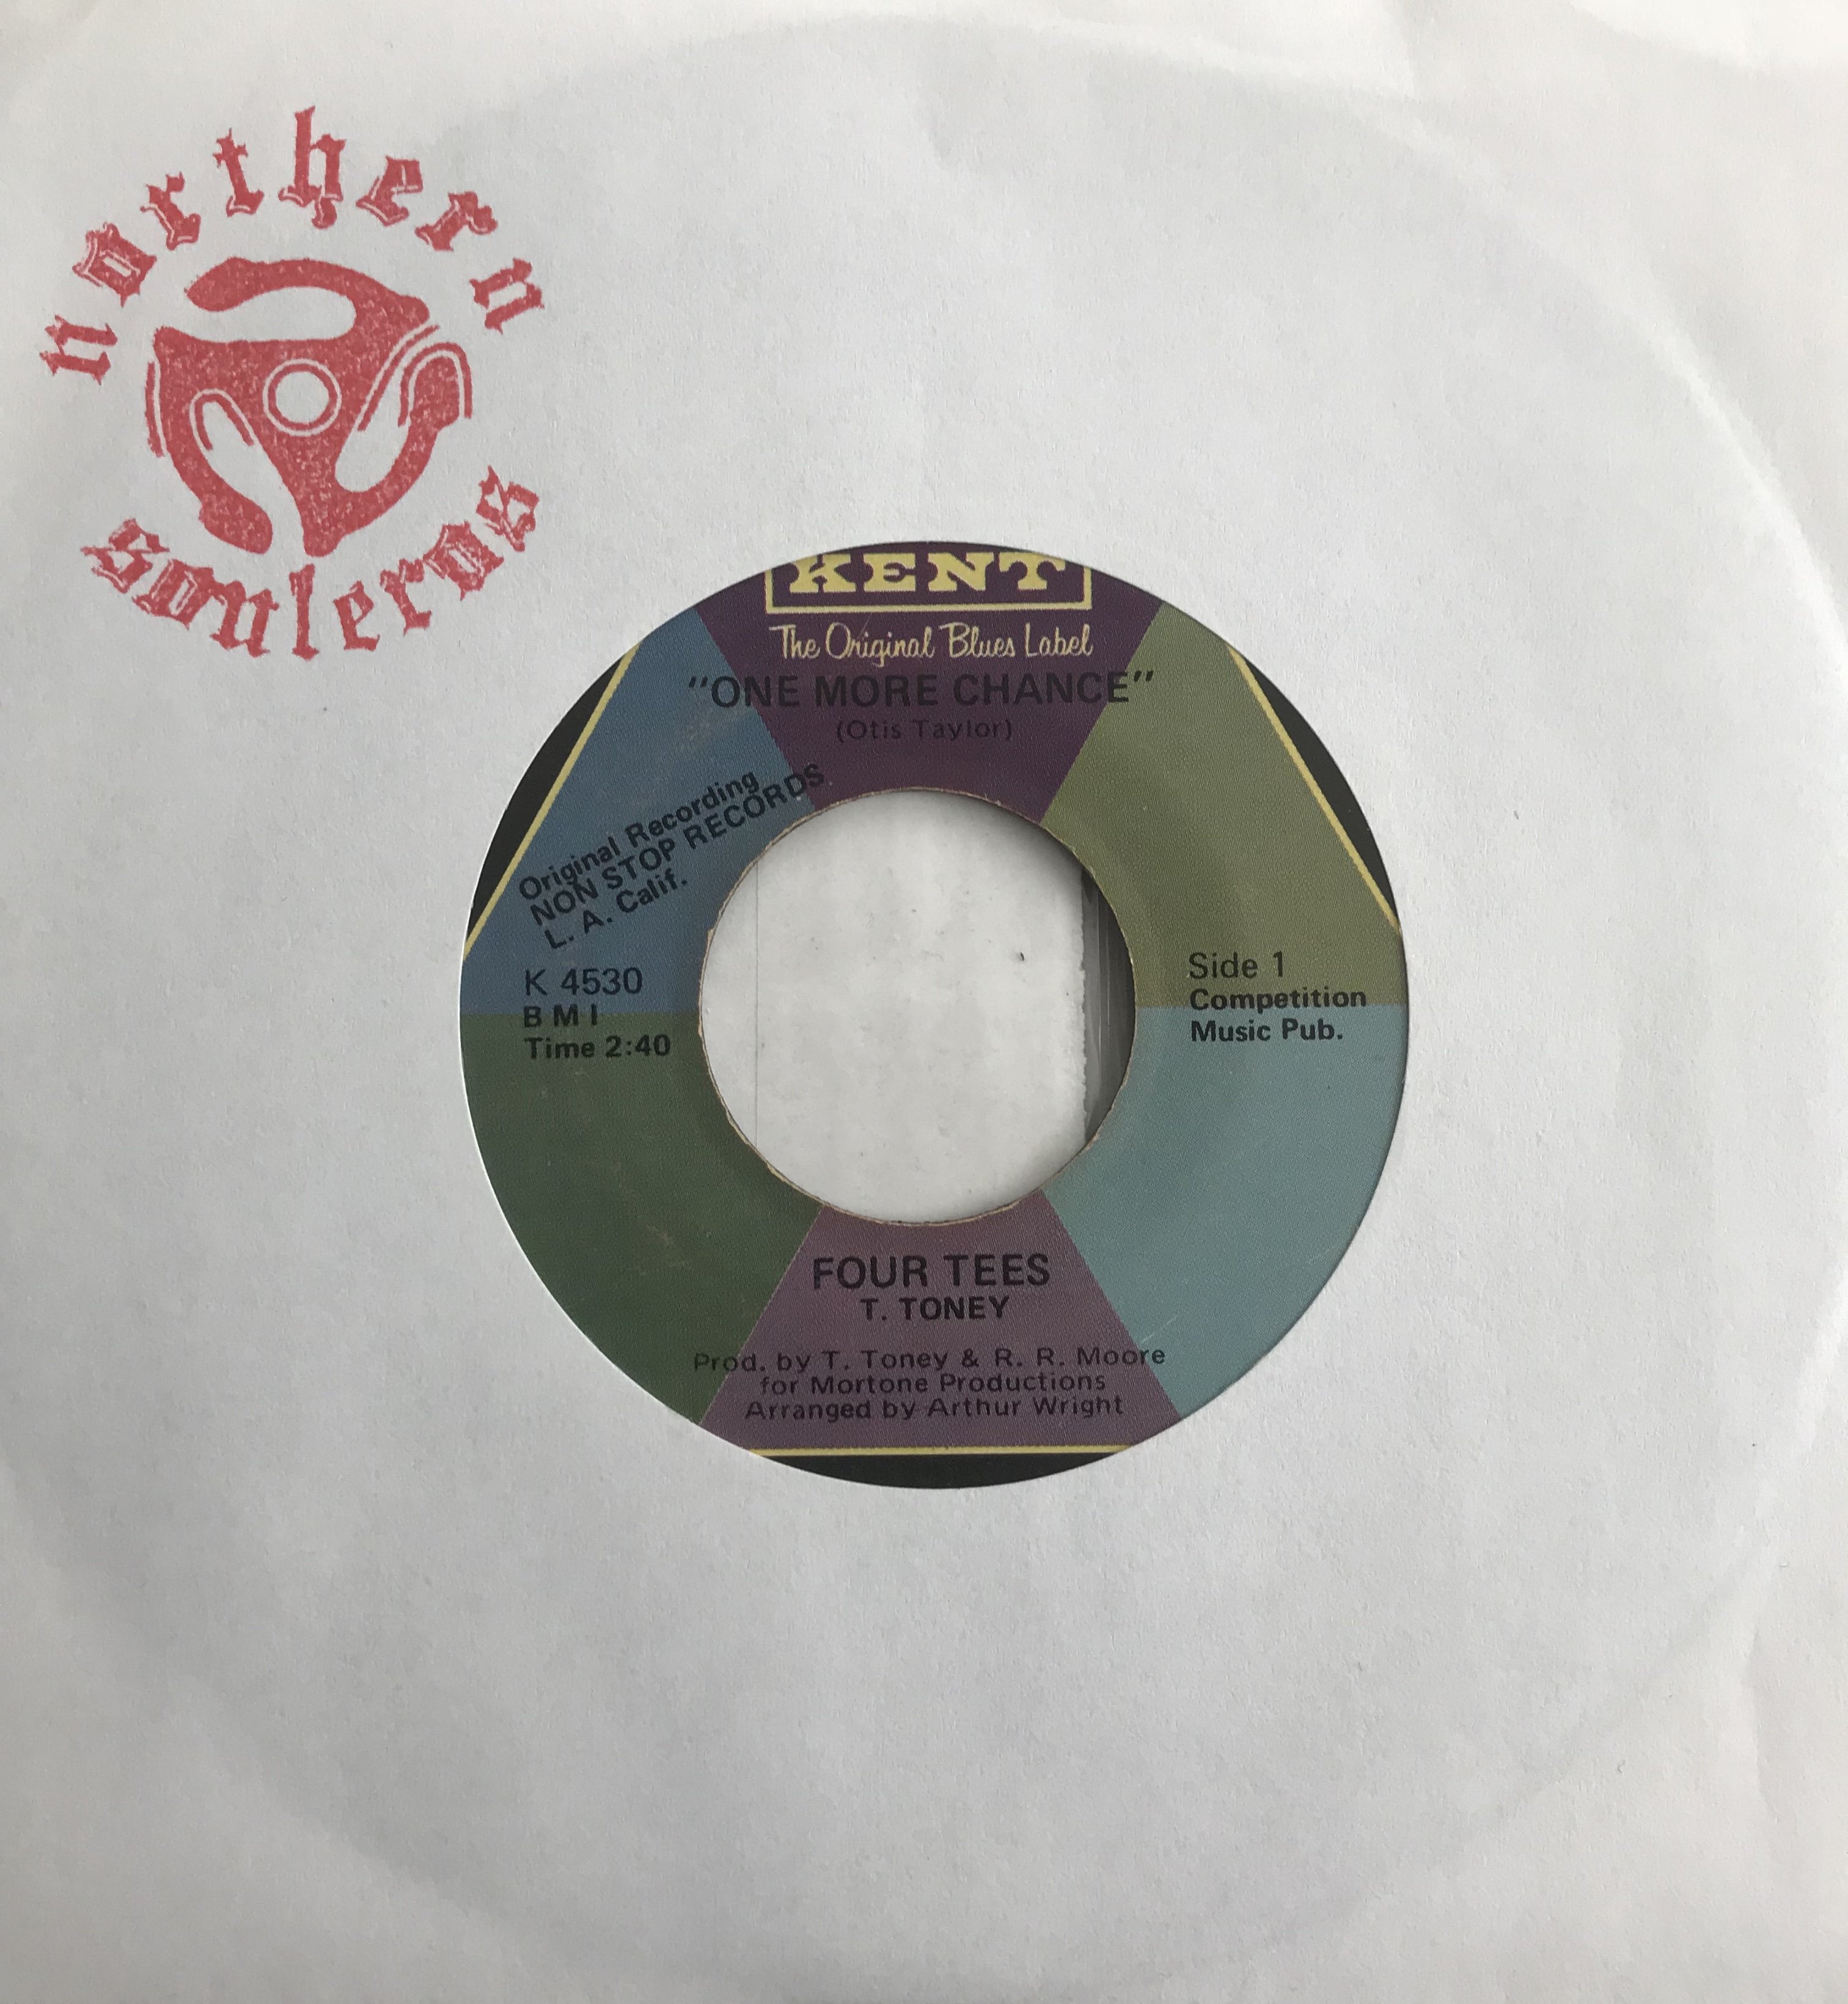 northern
souleros
KENT
The Original Blues Label
"ONE MORE CHANCE"
(Otis Taylor)
Original Recording
NON STOP RECORDS
L. A. Calif.
K 4530
B M I
Time 2:40
Side 1
Competition
Music Pub.
FOUR TEES
T. TONEY
Prod. by T. Toney & R. R. Moore
for Mortone Productions
Arranged by Arthur Wright